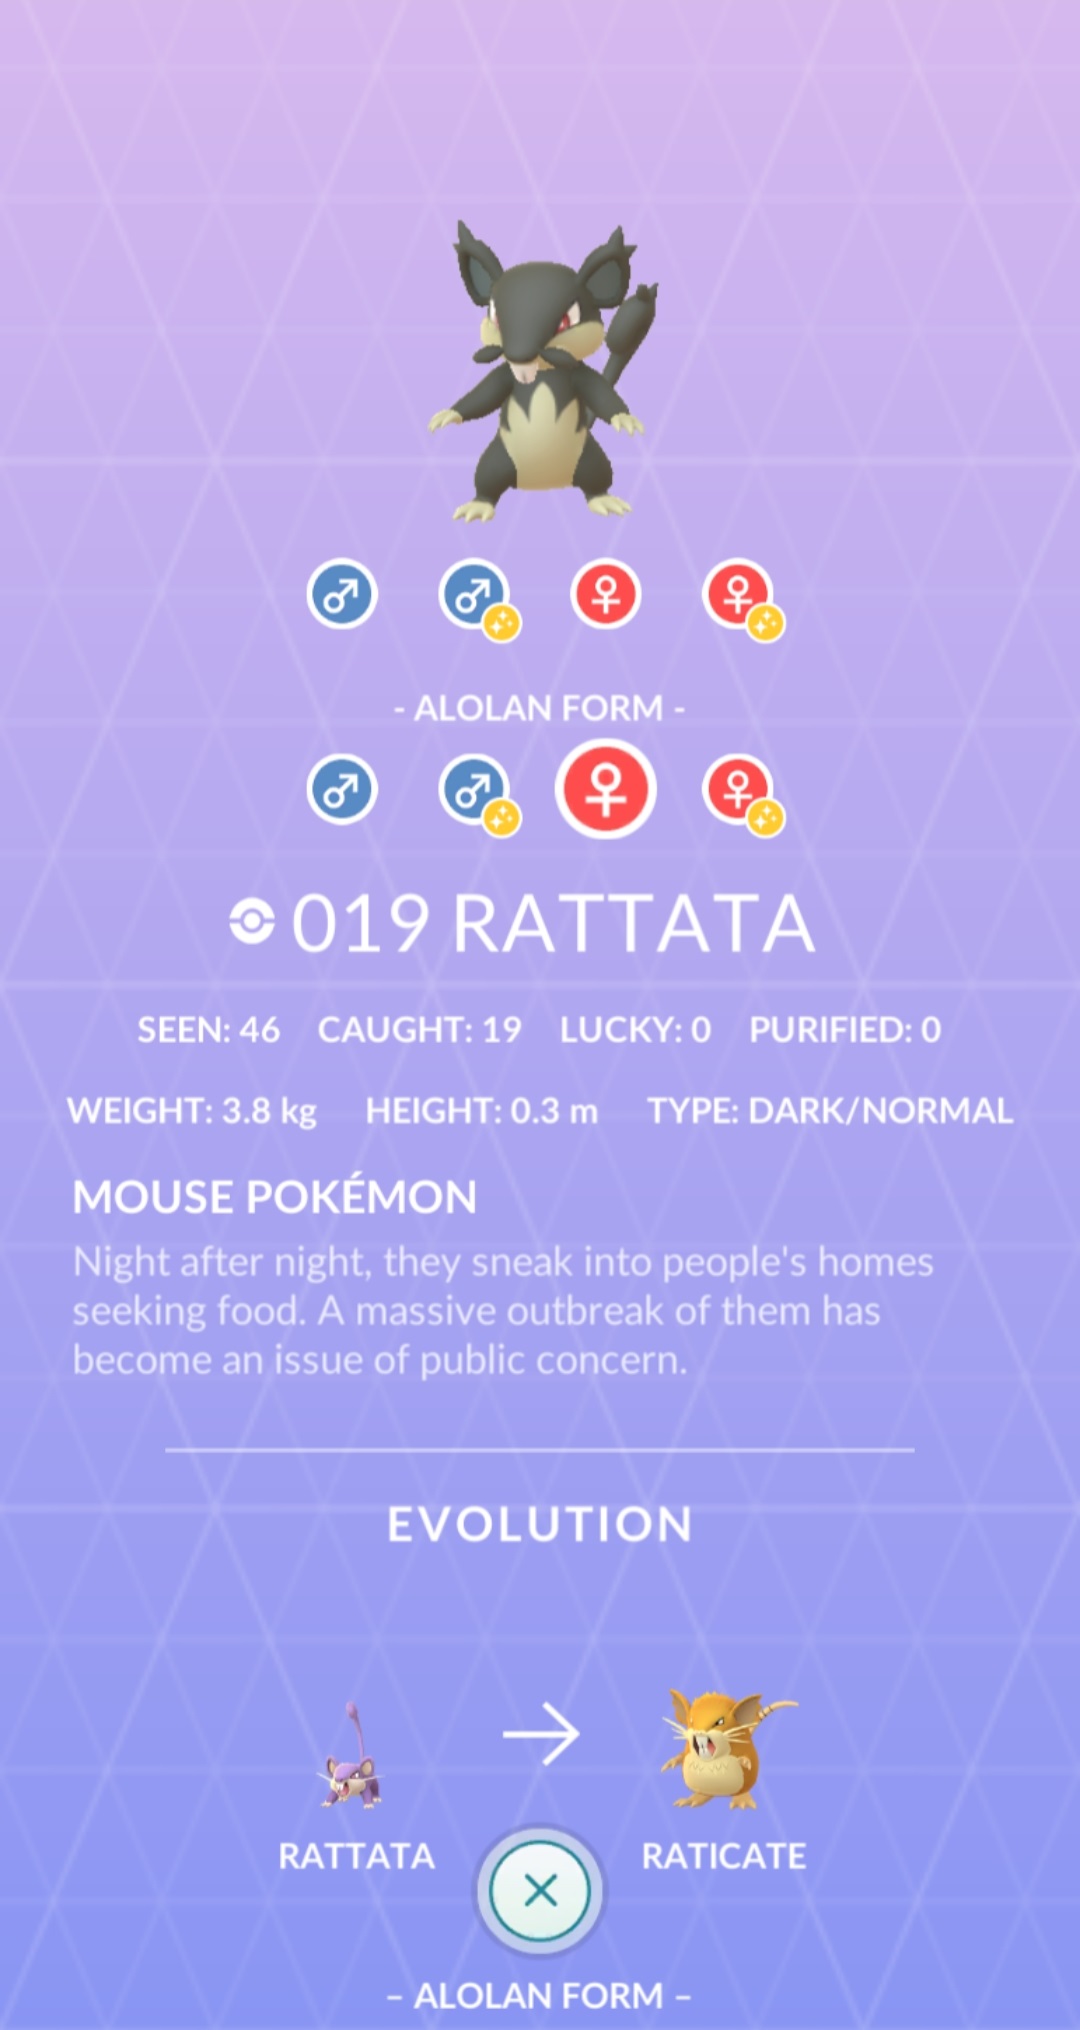 - ALOLAN FORM -
019 RATTATA
SEEN: 46 CAUGHT: 19 LUCKY: 0 PURIFIED: 0
WEIGHT: 3.8 kg HEIGHT: 0.3 m TYPE: DARK/NORMAL
MOUSE POKÉMON
Night after night, they sneak into people's homes
seeking food. A massive outbreak of them has
become an issue of public concern.
EVOLUTION
RATTATA RATICATE
- ALOLAN FORM -